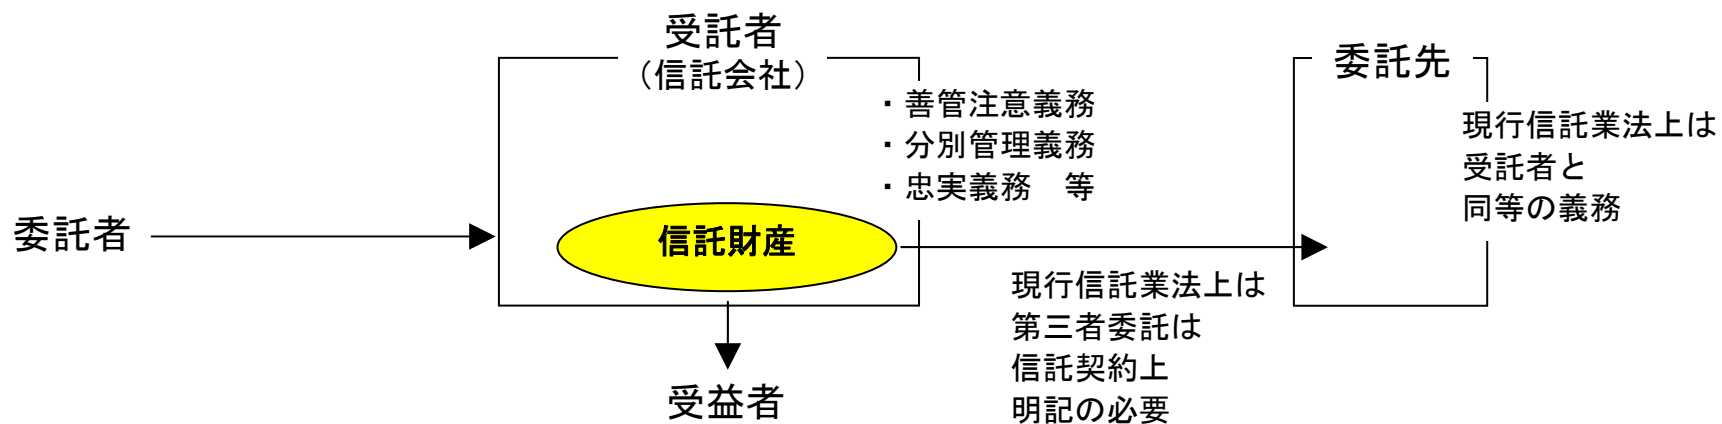 受託者
（信託会社）
・善管注意義務
・分別管理義務
・忠実義務　等
委託先
現行信託業法上は
受託者と
同等の義務
委託者
信託財産
現行信託業法上は
第三者委託は
信託契約上
明記の必要
受益者